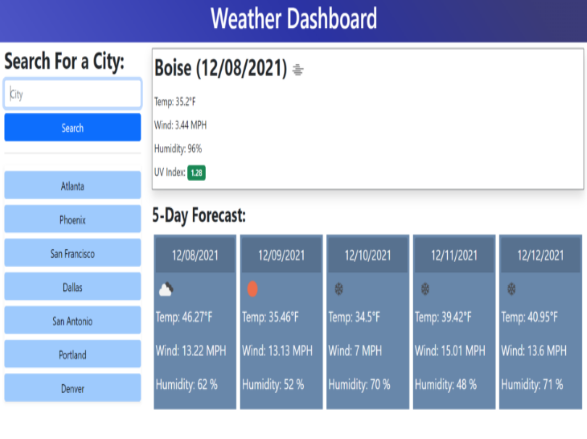 Weather Dashboard
Search For a City:
City
Search
Atlanta
Phoenix
San Francisco
Dallas
San Antonio
Portland
Denver
Boise (12/08/2021)
Temp: 35.2°F
Wind: 3.44 MPH
Humidity: 96%
UV Index: 1.28
5-Day Forecast:
12/08/2021
Temp: 46.27°F
Wind: 13.22 MPH
Humidity: 62 %
12/09/2021
Temp: 35.46°F
Wind: 13.13 MPH
Humidity: 52 %
12/10/2021
Temp: 34.5°F
Wind: 7 MPH
Humidity: 70 %
12/11/2021
Temp: 39.42°F
Wind: 15.01 MPH
Humidity: 48 %
12/12/2021
Temp: 40.95°F
Wind: 13.6 MPH
Humidity: 71 %